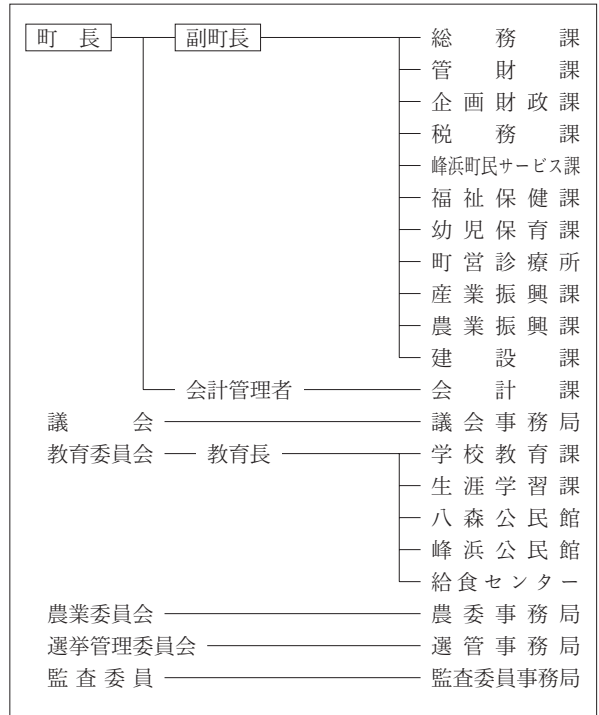 町長 副町長 総務課
管財課
企画財政課
税務課
峰浜町民サービス課
福祉保健課
幼児保育課
町営診療所
産業振興課
農業振興課
建設課
会計管理者 会計課
議会 議会事務局
教育委員会 教育長 学校教育課
生涯学習課
八森公民館
峰浜公民館
給食センター
農業委員会 農委事務局
選挙管理委員会 選管事務局
監査委員 監査委員事務局